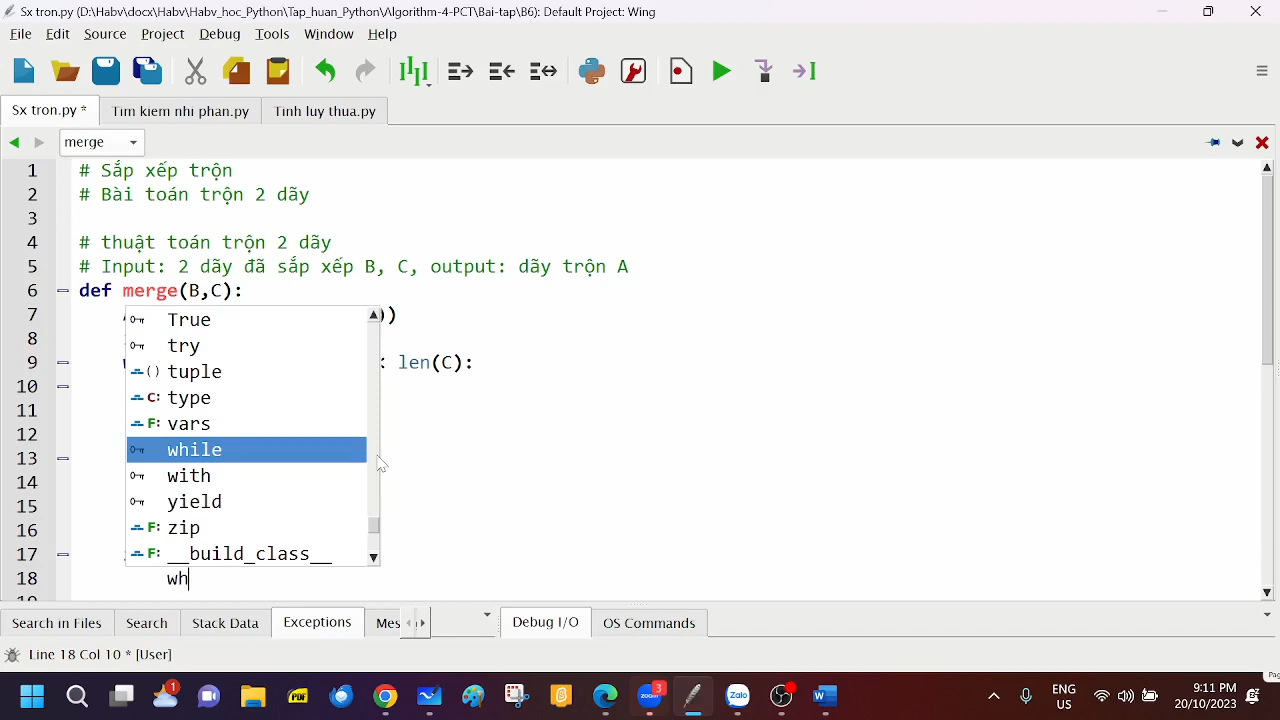 Sx tron.py (D:\Habv\docx\Habv\Habv_hoc_Python\Tap_huan_Python\Algorithm-4-PCT\Bai-tap\B6): Default Project: Wing
File Edit Source Project Debug Tools Window Help
Sx tron.py * Tim kiem nhi phan.py Tinh luy thua.py
merge
1 # Sắp xếp trộn
2 # Bài toán trộn 2 dãy
3
4 # thuật toán trộn 2 dãy
5 # Input: 2 dãy đã sắp xếp B, C, output: dãy trộn A
6 def merge(B,C):
7 ))
8
9 len(C):
10
11
12
13
14
15
16
17
18 wh
True
try
() tuple
C: type
F: vars
while
with
yield
F: zip
F: __build_class__
Search in Files Search Stack Data Exceptions Mes Debug I/O OS Commands
Line 18 Col 10 * [User]
1 PDF zoom 3 Zalo W ENG US 9:11 PM 20/10/2023
Pag